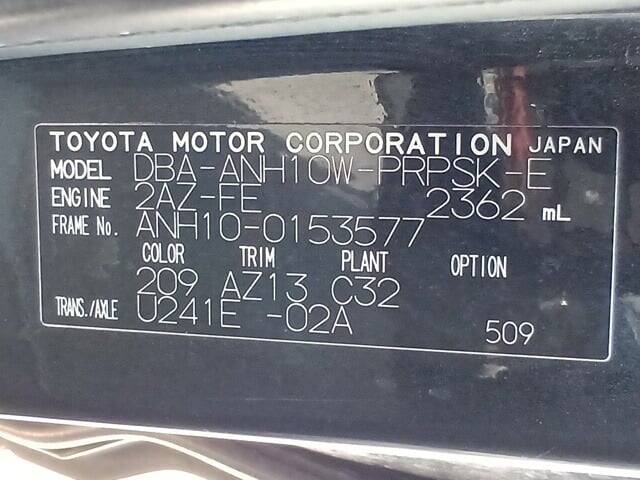 TOYOTA MOTOR CORPORATION JAPAN
MODEL DBA-ANH10W-PRPSK-E
ENGINE 2AZ-FE 2362 mL
FRAME No. ANH10-0153577
COLOR TRIM PLANT OPTION
209 AZ13 C32
TRANS./AXLE U241E -02A
509